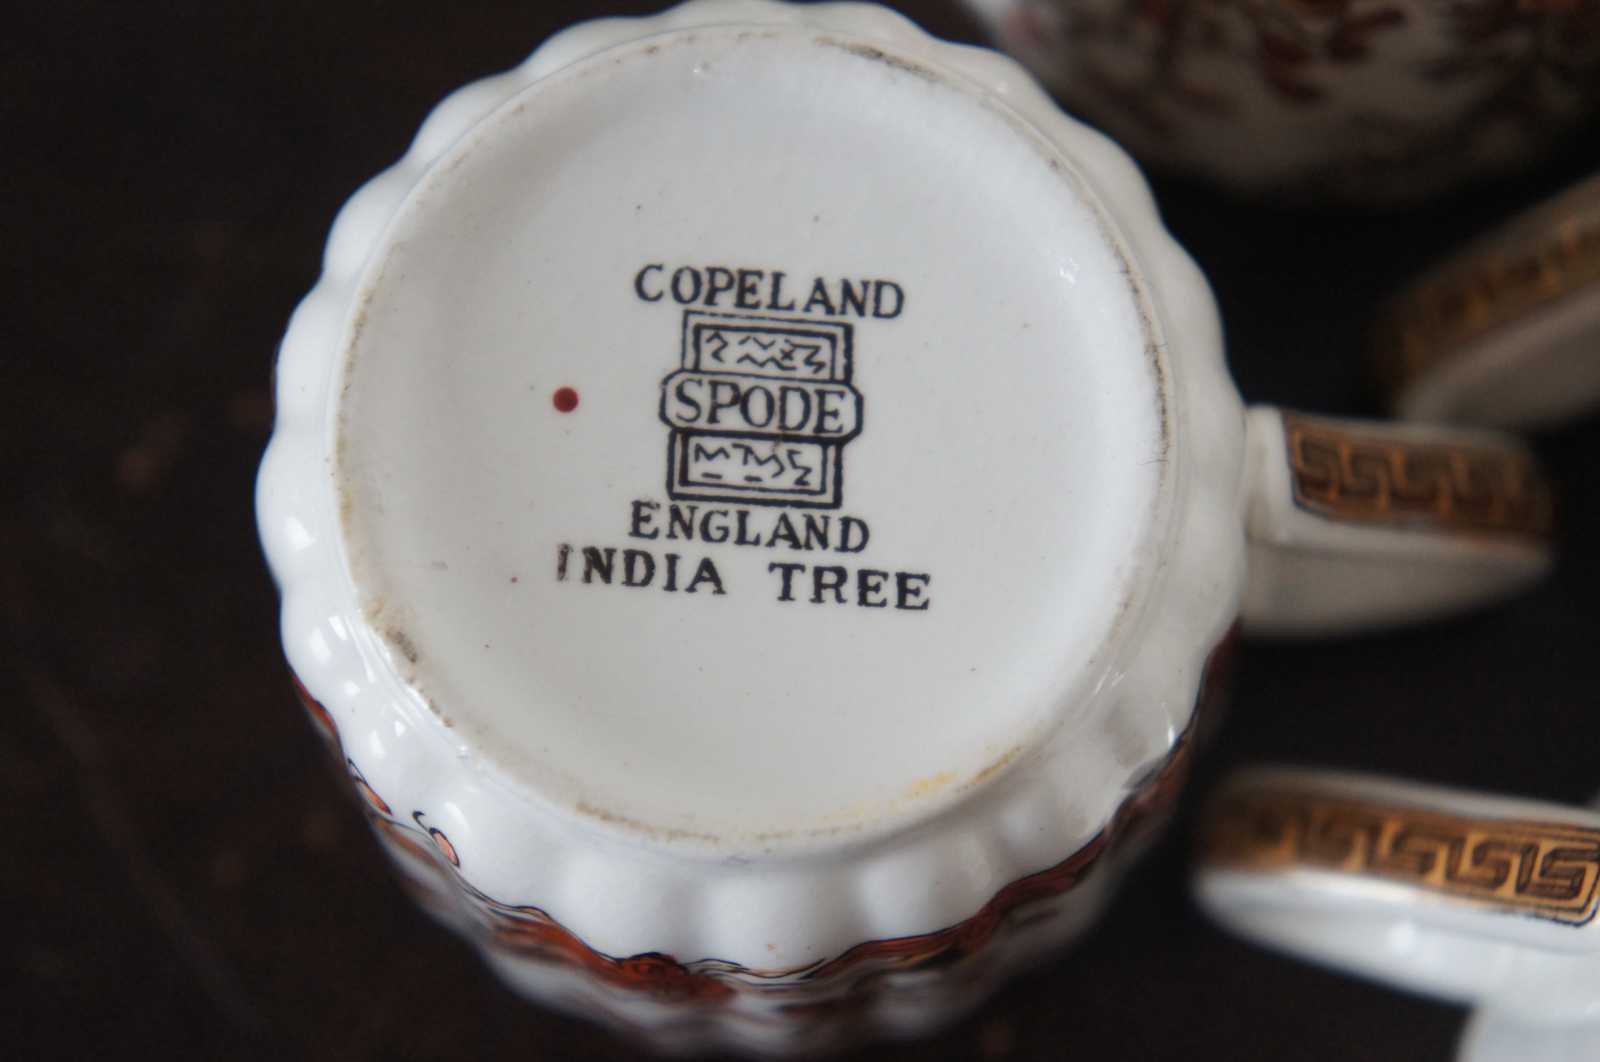 COPELAND
SPODE
ENGLAND
INDIA TREE